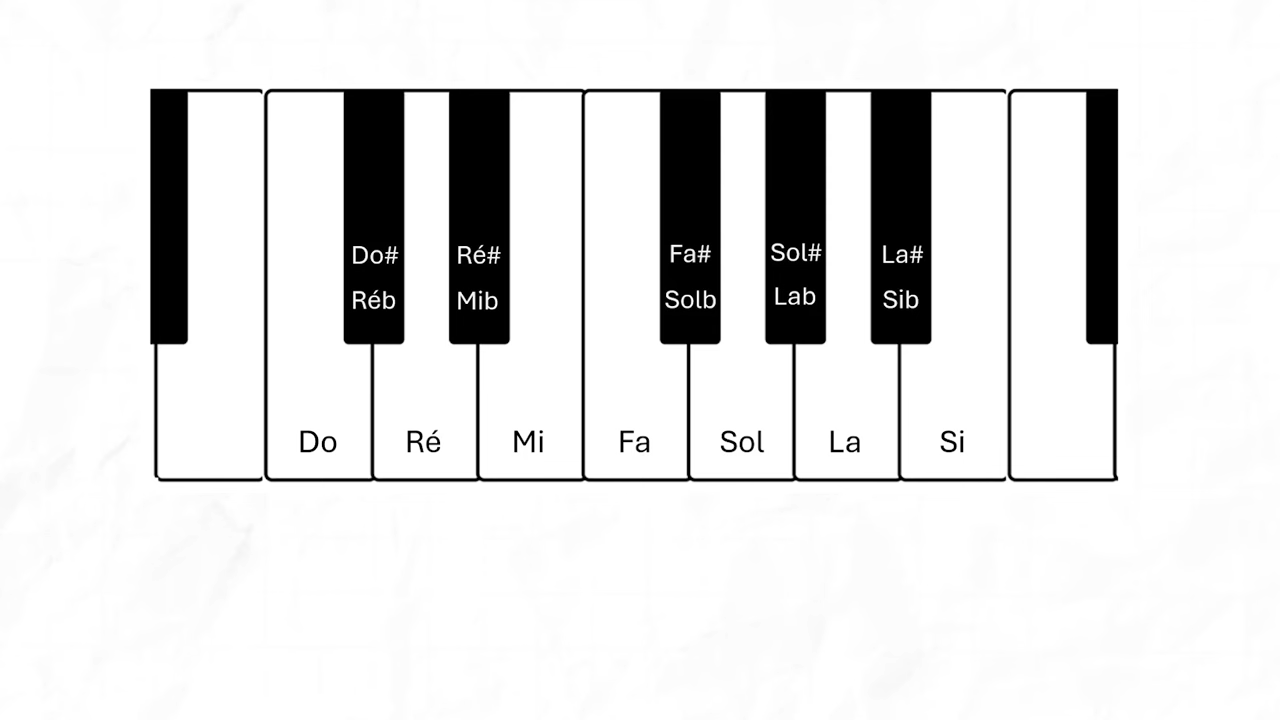 Do# Ré# Fa# Sol# La#
Réb Mib Solb Lab Sib
Do Ré Mi Fa Sol La Si